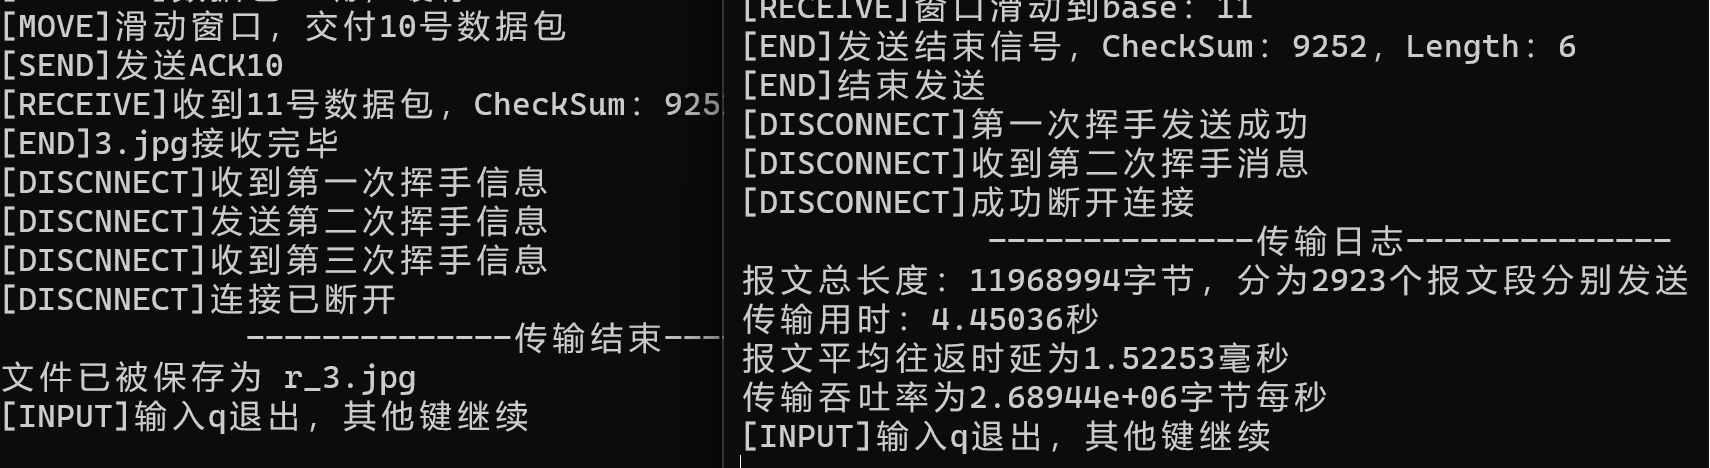 [MOVE]滑动窗口，交付10号数据包
[SEND]发送ACK10
[RECEIVE]收到11号数据包，CheckSum：925
[END]3.jpg接收完毕
[DISCNNECT]收到第一次挥手信息
[DISCNNECT]发送第二次挥手信息
[DISCNNECT]收到第三次挥手信息
[DISCNNECT]连接已断开
--------------传输结束----
文件已被保存为 r_3.jpg
[INPUT]输入q退出，其他键继续
[RECEIVE]窗口滑动到base：11
[END]发送结束信号，CheckSum：9252，Length：6
[END]结束发送
[DISCONNECT]第一次挥手发送成功
[DISCONNECT]收到第二次挥手消息
[DISCONNECT]成功断开连接
--------------传输日志--------------
报文总长度：11968994字节，分为2923个报文段分别发送
传输用时：4.45036秒
报文平均往返时延为1.52253毫秒
传输吞吐率为2.68944e+06字节每秒
[INPUT]输入q退出，其他键继续